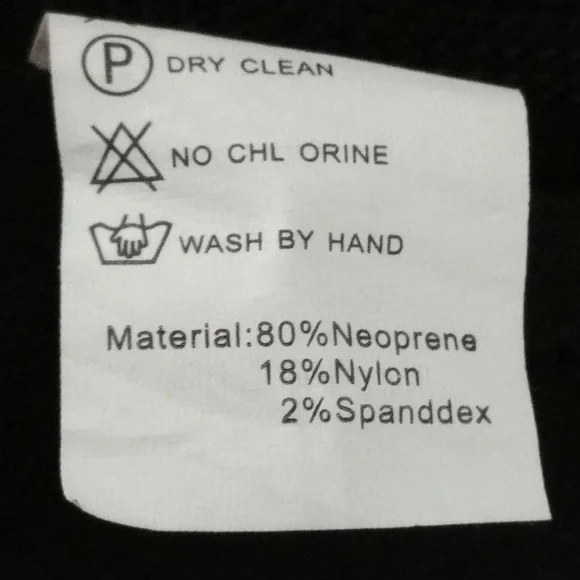 P DRY CLEAN
NO CHL ORINE
WASH BY HAND
Material:80%Neoprene
18%Nylon
2%Spanddex